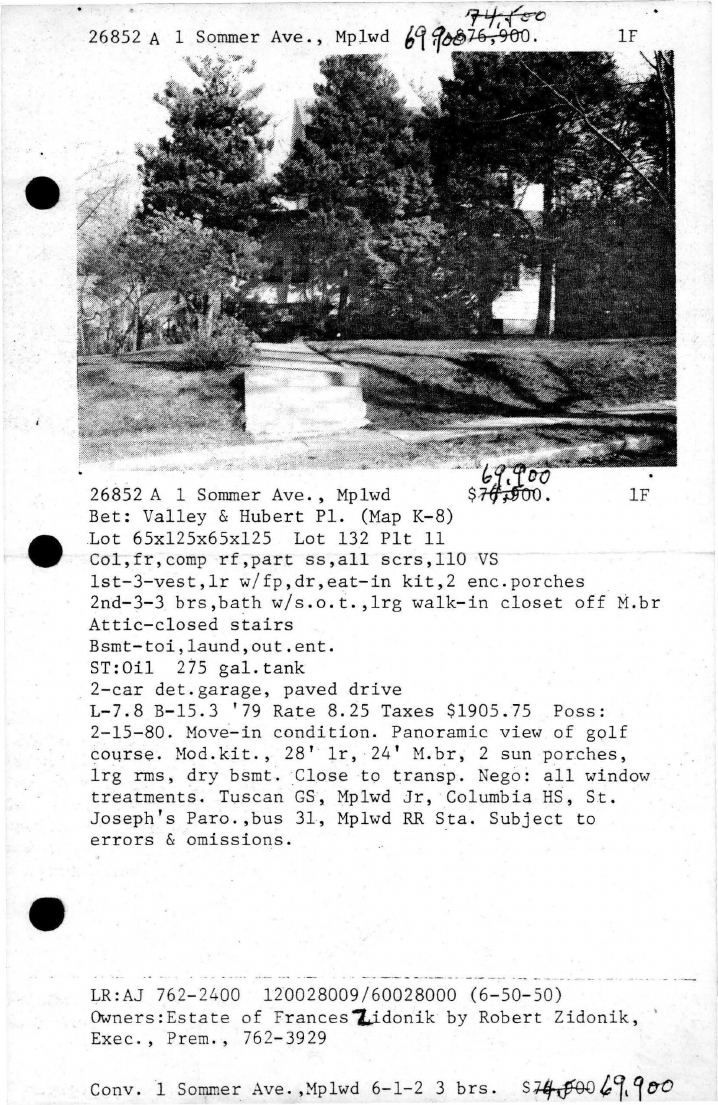 74,500
26852 A 1 Sommer Ave., Mplwd 69,900 $76,900. 1F
69,900
26852 A 1 Sommer Ave., Mplwd $74,500. 1F
Bet: Valley & Hubert Pl. (Map K-8)
Lot 65x125x65x125 Lot 132 Plt 11
Col,fr,comp rf,part ss,all scrs,110 VS
1st-3-vest,lr w/fp,dr,eat-in kit,2 enc.porches
2nd-3-3 brs,bath w/s.o.t.,lrg walk-in closet off M.br
Attic-closed stairs
Bsmt-toi,laund,out.ent.
ST:Oil 275 gal.tank
2-car det.garage, paved drive
L-7.8 B-15.3 '79 Rate 8.25 Taxes $1905.75 Poss:
2-15-80. Move-in condition. Panoramic view of golf
course. Mod.kit., 28' lr, 24' M.br, 2 sun porches,
lrg rms, dry bsmt. Close to transp. Nego: all window
treatments. Tuscan GS, Mplwd Jr, Columbia HS, St.
Joseph's Paro.,bus 31, Mplwd RR Sta. Subject to
errors & omissions.
LR:AJ 762-2400 120028009/60028000 (6-50-50)
Owners:Estate of Frances Zidonik by Robert Zidonik,
Exec., Prem., 762-3929
Conv. 1 Sommer Ave.,Mplwd 6-1-2 3 brs. $74,500 69,900